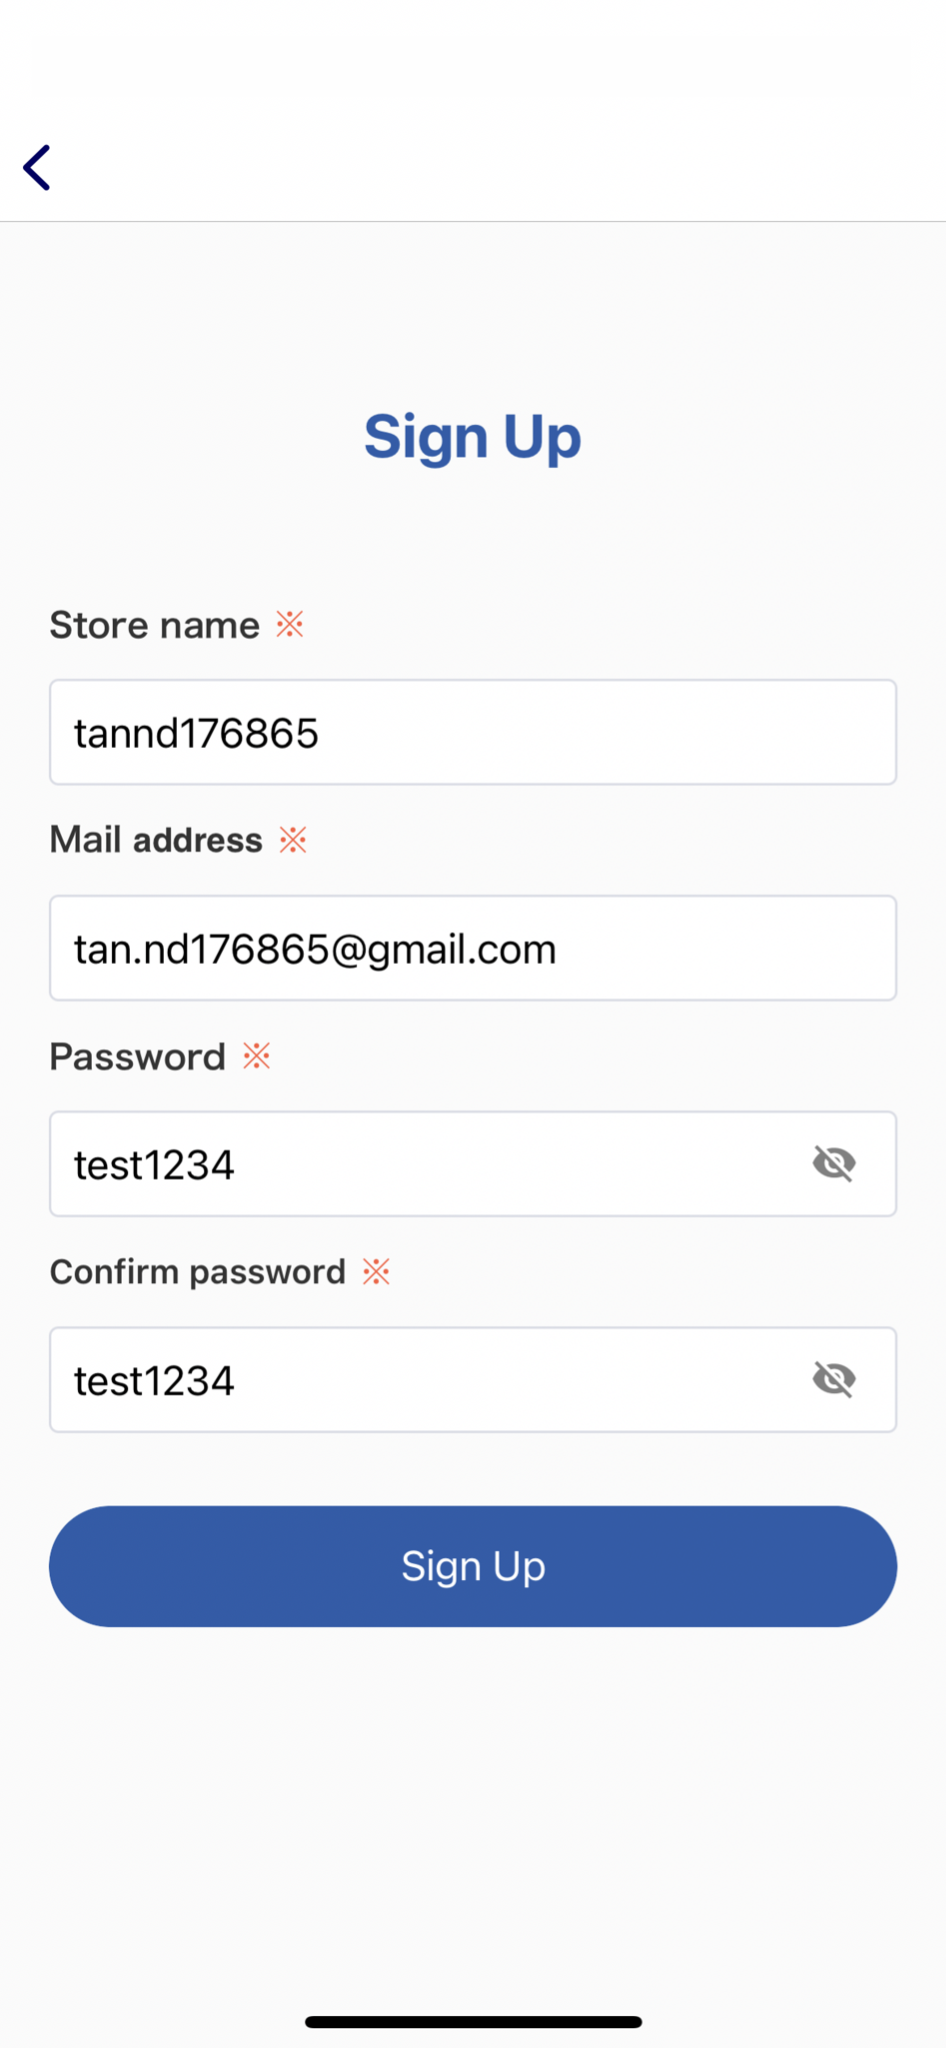 Sign Up
Store name ※
tannd176865
Mail address ※
tan.nd176865@gmail.com
Password ※
test1234
Confirm password ※
test1234
Sign Up